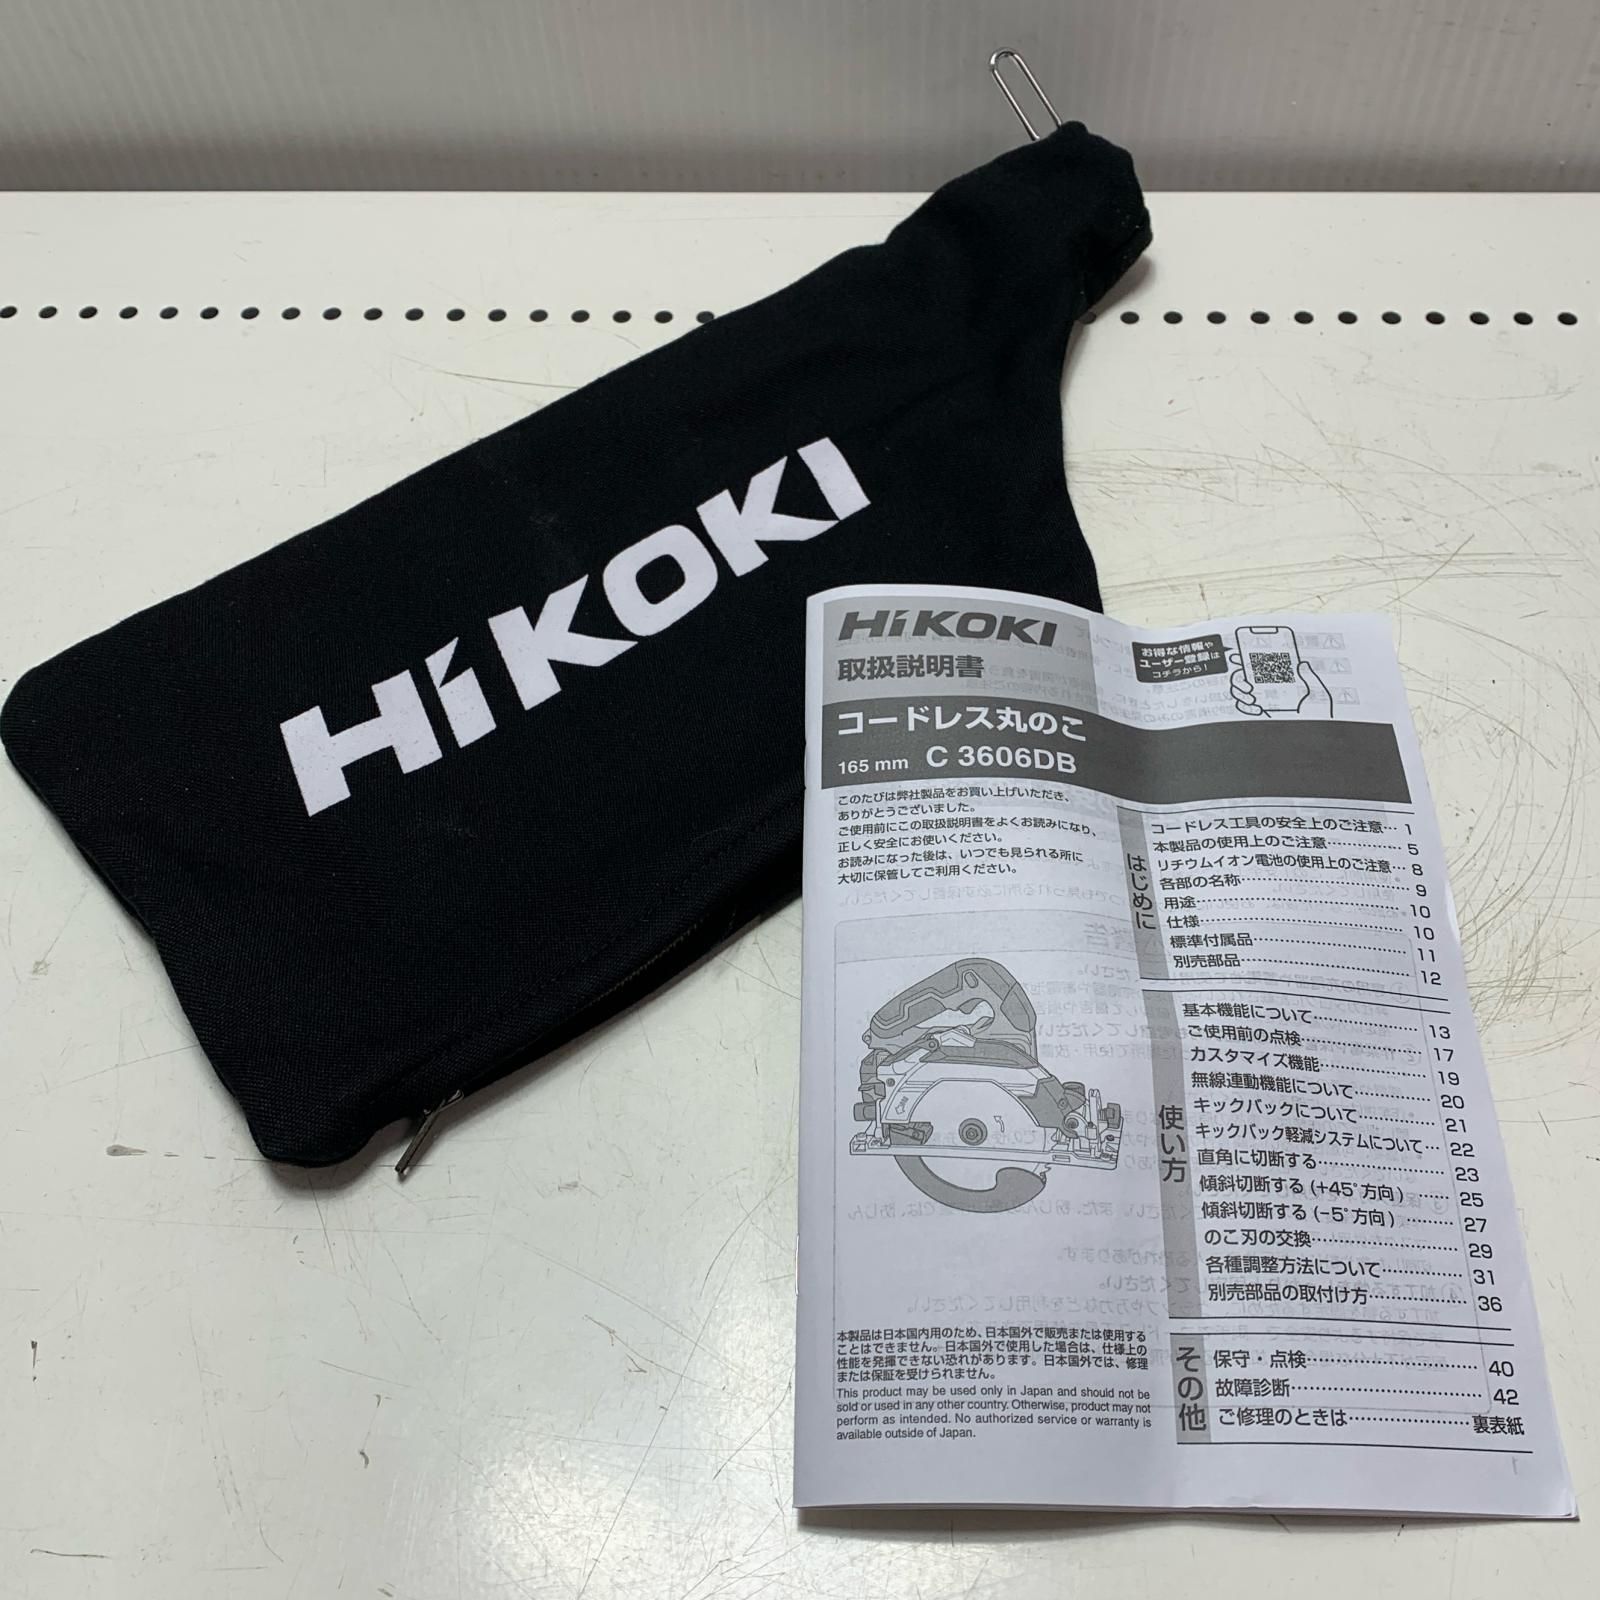 HiKOKI
HiKOKI
取扱説明書
お得な情報や
ユーザー登録は
コチラから!
コードレス丸のこ
165 mm C 3606DB
このたびは弊社製品をお買い上げいただき、
ありがとうございました。
ご使用前にこの取扱説明書をよくお読みになり、
正しく安全にお使いください。
お読みになった後は、いつでも見られる所に
大切に保管してご利用ください。
はじめに
コードレス工具の安全上のご注意… 1
本製品の使用上のご注意…………… 5
リチウムイオン電池の使用上のご注意… 8
各部の名称………………………… 9
用途………………………………… 10
仕様………………………………… 10
標準付属品………………………… 11
別売部品…………………………… 12
使い方
基本機能について………………… 13
ご使用前の点検…………………… 17
カスタマイズ機能………………… 19
無線連動機能について…………… 20
キックバックについて…………… 21
キックバック軽減システムについて… 22
直角に切断する…………………… 23
傾斜切断する (+45°方向) …… 25
傾斜切断する (−5°方向) ……… 27
のこ刃の交換……………………… 29
各種調整方法について…………… 31
別売部品の取付け方……………… 36
その他
保守・点検………………………… 40
故障診断…………………………… 42
ご修理のときは…………………… 裏表紙
本製品は日本国内用のため、日本国外で販売または使用する
ことはできません。日本国外で使用した場合は、仕様上の
性能を発揮できない恐れがあります。日本国外では、修理
または保証を受けられません。
This product may be used only in Japan and should not be
sold or used in any other country. Otherwise, product may not
perform as intended. No authorized service or warranty is
available outside of Japan.